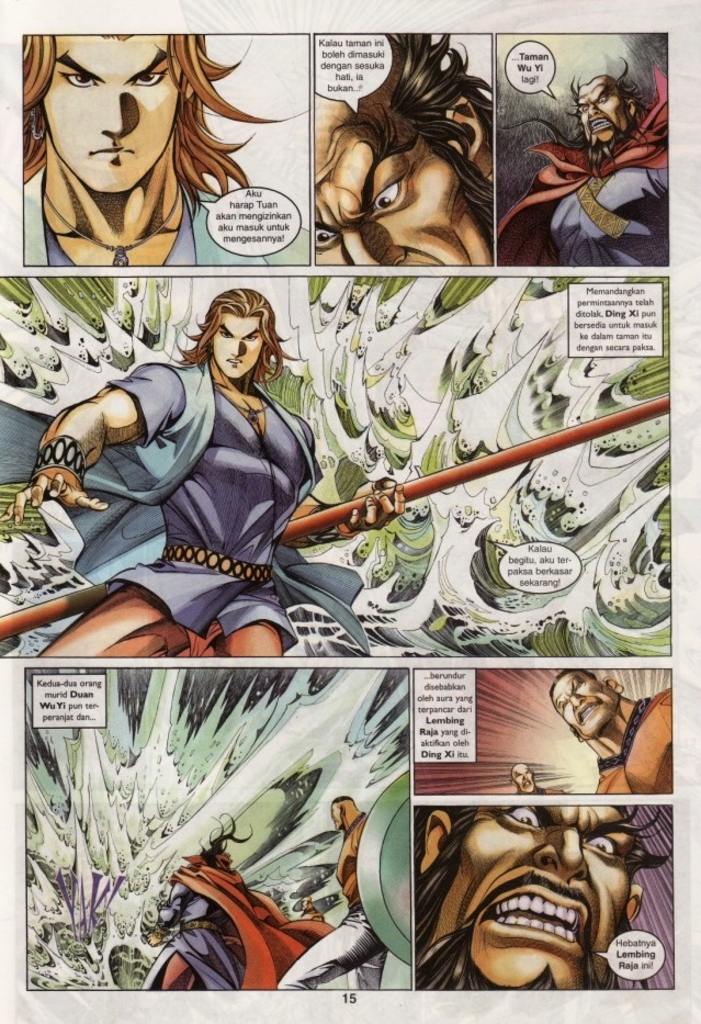 Aku
harap Tuan
akan mengizinkan
aku masuk untuk
mengesannya!
Kalau taman ini
boleh dimasuki
dengan sesuka
hati, ia
bukan...
...Taman
Wu Yi
lagi!
Memandangkan
permintaannya telah
ditolak, Ding Xi pun
bersedia untuk masuk
ke dalam taman itu
dengan secara paksa.
Kalau
begitu, aku ter-
paksa berkasar
sekarang!
Kedua-dua orang
murid Duan
Wu Yi pun ter-
peranjat dan...
...berundur
disebabkan
oleh aura yang
terpancar dari
Lembing
Raja yang di-
aktifkan oleh
Ding Xi itu.
Hebatnya
Lembing
Raja ini!
15